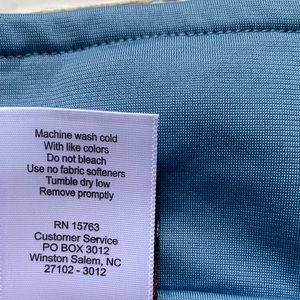 Machine wash cold
With like colors
Do not bleach
Use no fabric softeners
Tumble dry low
Remove promptly
RN 15763
Customer Service
PO BOX 3012
Winston Salem, NC
27102 - 3012